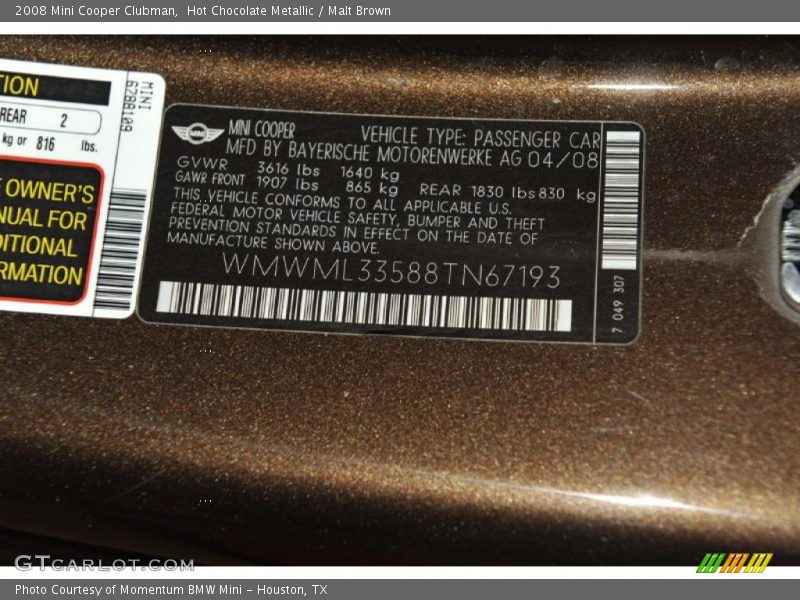 2008 Mini Cooper Clubman, Hot Chocolate Metallic / Malt Brown
TION
REAR 2
kg or 816 lbs.
OWNER'S
NUAL FOR
DITIONAL
RMATION
MINI
6788109
MINI
MINI COOPER VEHICLE TYPE: PASSENGER CAR
MFD BY BAYERISCHE MOTORENWERKE AG 04/08
GVWR 3616 lbs 1640 kg
GAWR FRONT 1907 lbs 865 kg REAR 1830 lbs 830 kg
THIS VEHICLE CONFORMS TO ALL APPLICABLE U.S.
FEDERAL MOTOR VEHICLE SAFETY, BUMPER AND THEFT
PREVENTION STANDARDS IN EFFECT ON THE DATE OF
MANUFACTURE SHOWN ABOVE.
WMWML33588TN67193
7 049 307
GTCARLOT.COM
Photo Courtesy of Momentum BMW Mini - Houston, TX